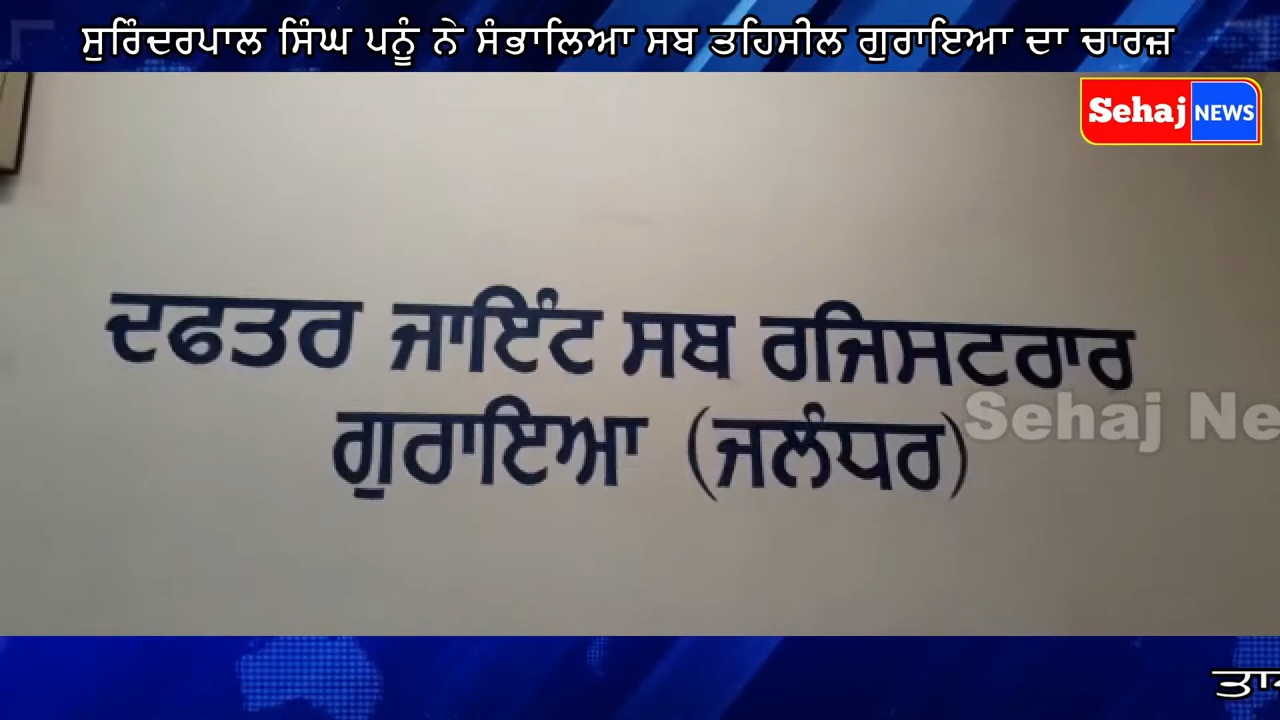 ਸੁਰਿੰਦਰਪਾਲ ਸਿੰਘ ਪਨੂੰ ਨੇ ਸੰਭਾਲਿਆ ਸਬ ਤਹਿਸੀਲ ਗੁਰਾਇਆ ਦਾ ਚਾਰਜ਼
Sehaj NEWS
ਦਫਤਰ ਜਾਇੰਟ ਸਬ ਰਜਿਸਟਰਾਰ
ਗੁਰਾਇਆ (ਜਲੰਧਰ)
Sehaj Ne